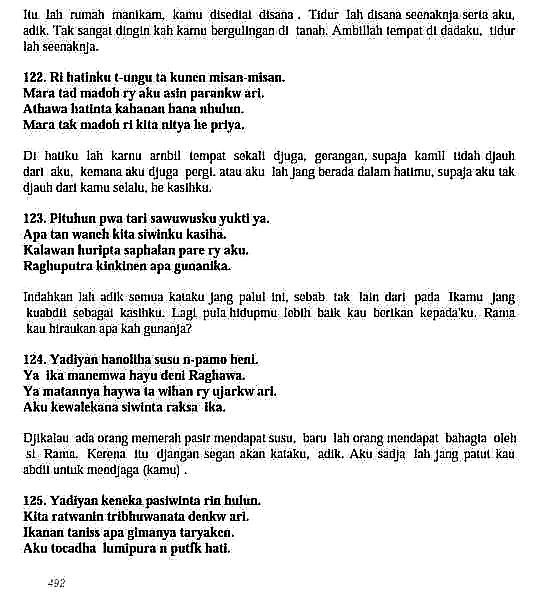 Itu lah rumah manikam, kamu disediai disana . Tidur lah disana seenaknja serta aku,
adik. Tak sangat dingin kah kamu bergulingan di tanah. Ambillah tempat di dadaku, tidur
lah seenaknja.
122. Ri hatinku t-ungu ta kunen misan-misan.
Mara tad madoh ry aku asin parankw ari.
Athawa hatinta kahanan hana nhulun.
Mara tak madoh ri kita nitya he priya.
Di hatiku lah karnu arnbil tempat sekali djuga, gerangan, supaja kamil tidah djauh
dari aku, kemana aku djuga pergi. atau aku lah jang berada dalam hatimu, supaja aku tak
djauh dari kamu selalu, he kasihku.
123. Pituhun pwa tari sawuwusku yukti ya.
Apa tan waneh kita siwinku kasiha.
Kalawan huripta saphalan pare ry aku.
Raghuputra kinkinen apa gunanika.
Indahkan lah adik semua kataku jang patut ini, sebab tak lain dari pada Ikamu jang
kuabdii sebagai kasihku. Lagi pula hidupmu lebih baik kau berikan kepada'ku. Rama
kau hiraukan apa kah gunanja?
124. Yadiyan hanoliha susu n-pamo heni.
Ya ika manemwa hayu deni Raghawa.
Ya matannya haywa ta wihan ry ujarkw ari.
Aku kewalekana siwinta raksa ika.
Djikalau ada orang memerah pasir mendapat susu, baru lah orang mendapat bahagia oleh
si Rama. Kerena itu djangan segan akan kataku, adik. Aku sadja lah jang patut kau
abdii untuk mendjaga (kamu) .
125. Yadiyan keneka pasiwinta rin hulun.
Kita ratwanin tribhuwanata denkw ari.
Ikanan taniss apa gimanya taryaken.
Aku tocadha lumipura n putfk hati.
492